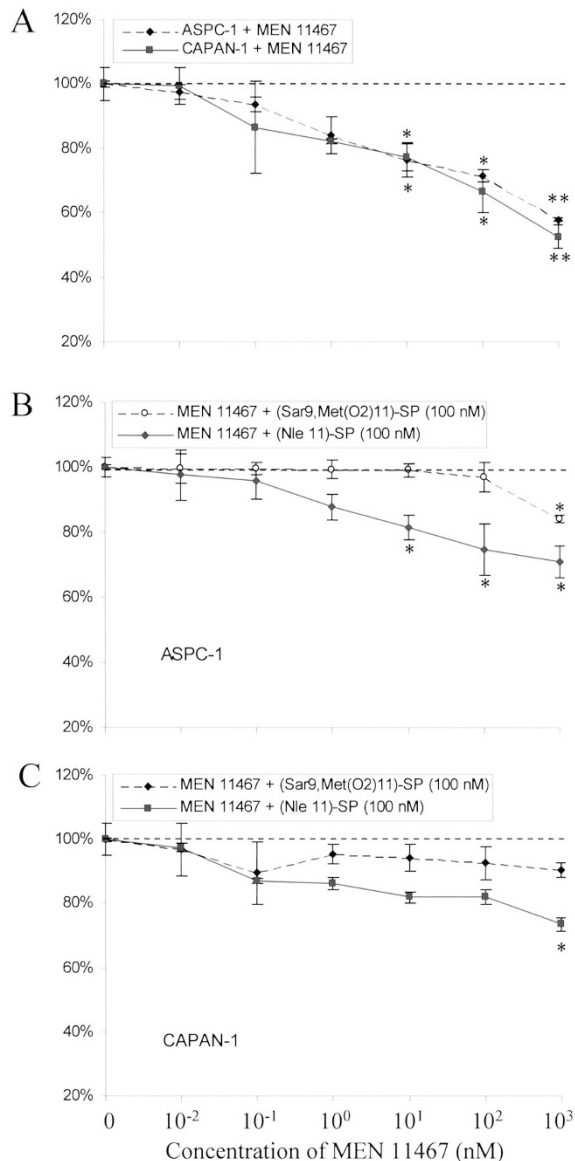 A
120%
ASPC-1 + MEN 11467
CAPAN-1 + MEN 11467
100%
80%
60%
40%
20%
*
*
**
*
*
**
B
120%
MEN 11467 + (Sar9,Met(O2)11)-SP (100 nM)
MEN 11467 + (Nle 11)-SP (100 nM)
100%
80%
60%
40%
20%
*
*
*
*
ASPC-1
C
120%
MEN 11467 + (Sar9,Met(O2)11)-SP (100 nM)
MEN 11467 + (Nle 11)-SP (100 nM)
100%
80%
60%
40%
20%
*
CAPAN-1
0 10⁻² 10⁻¹ 10⁰ 10¹ 10² 10³
Concentration of MEN 11467 (nM)